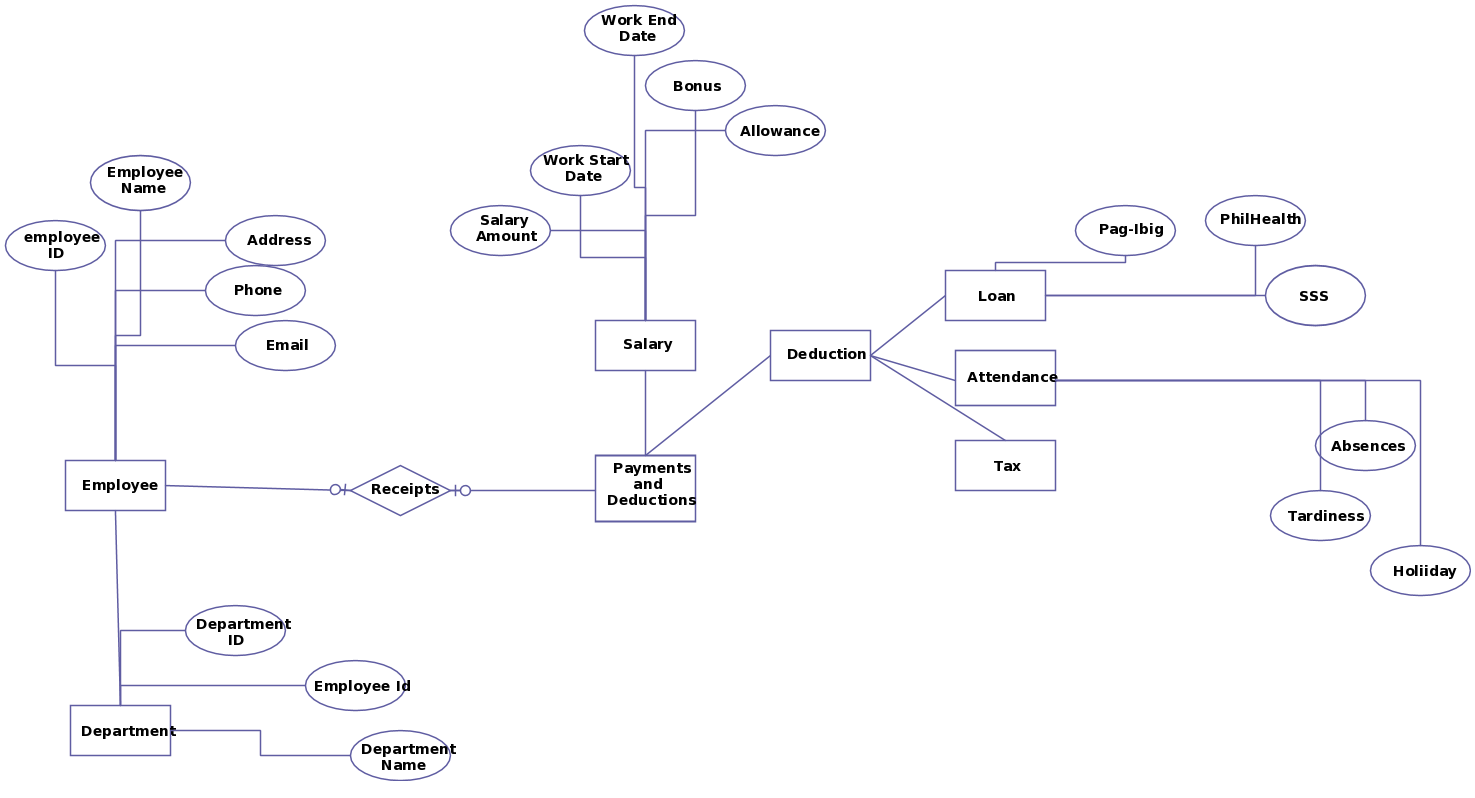 Work End
Date
Bonus
Allowance
Work Start
Date
Salary
Amount
Employee
Name
employee
ID
Address
Phone
Email
Pag-Ibig
PhilHealth
SSS
Loan
Salary
Deduction
Attendance
Absences
Tax
Employee
Receipts
Payments
and
Deductions
Tardiness
Holiiday
Department
ID
Employee Id
Department
Department
Name